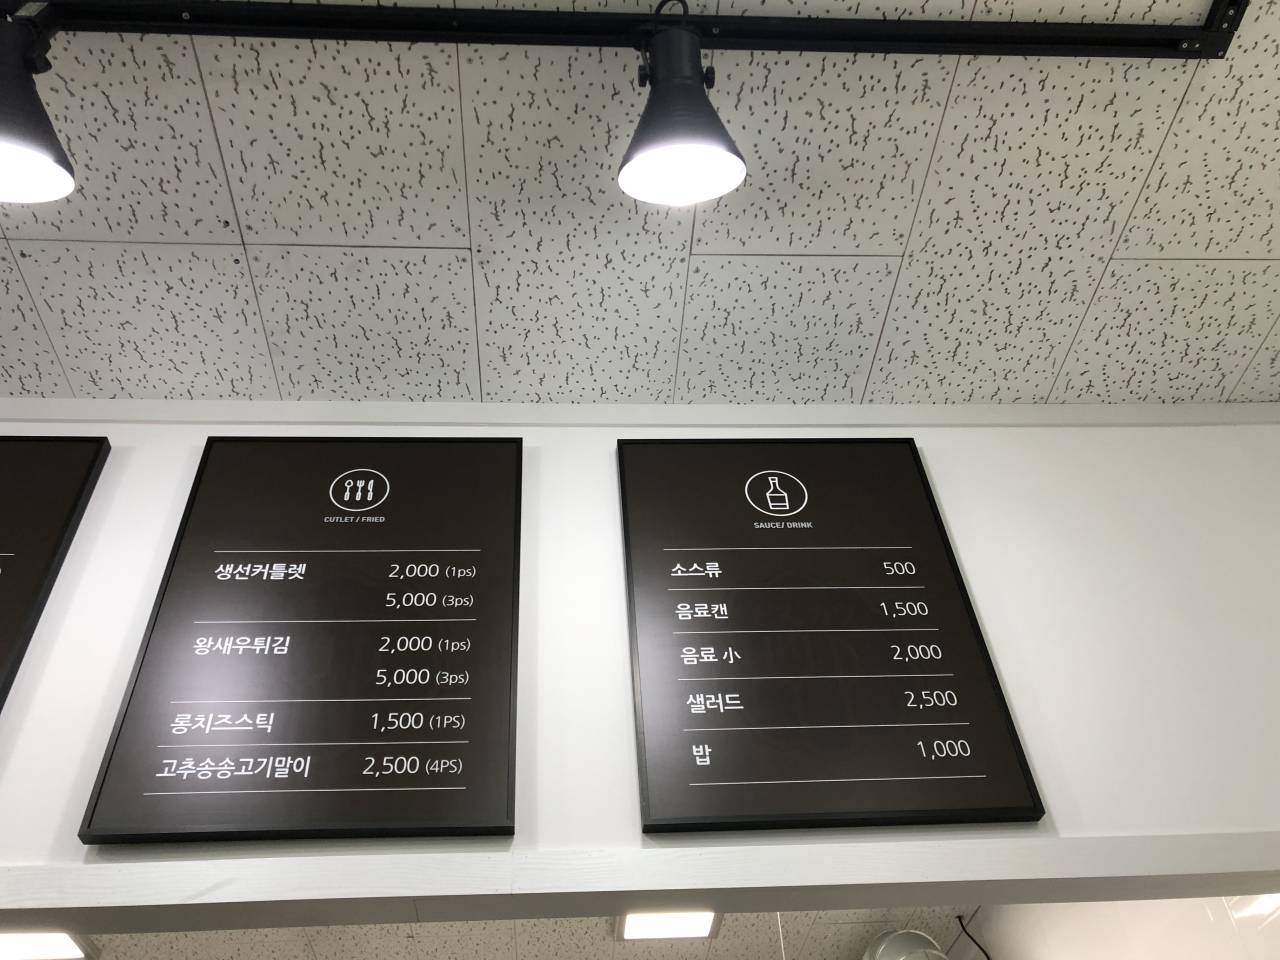 CUTLET / FRIED
생선커틀렛 2,000 (1ps)
5,000 (3ps)
왕새우튀김 2,000 (1ps)
5,000 (3ps)
롱치즈스틱 1,500 (1PS)
고추송송고기말이 2,500 (4PS)
SAUCE/ DRINK
소스류 500
음료캔 1,500
음료 小 2,000
샐러드 2,500
밥 1,000